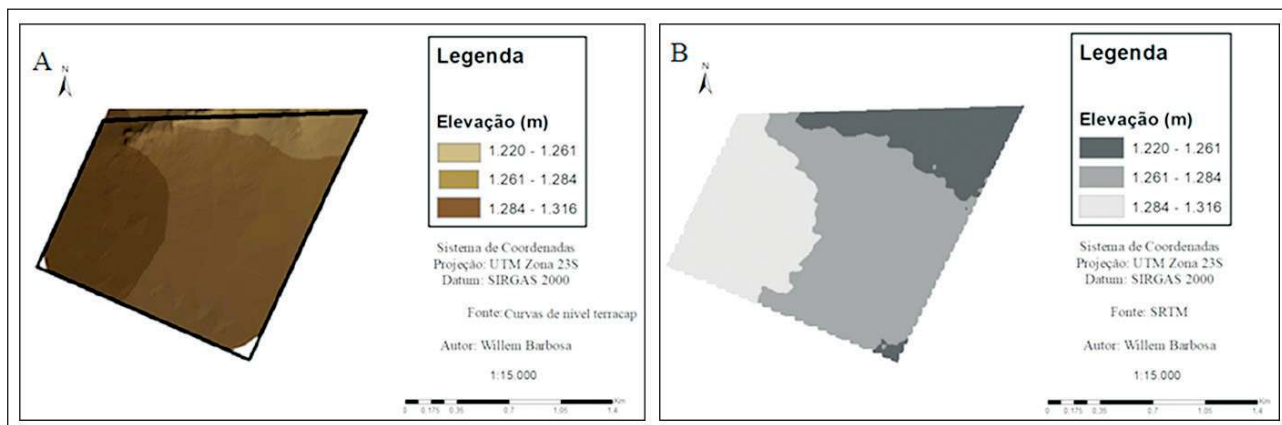 A
N
Legenda
Elevação (m)
1.220 - 1.261
1.261 - 1.284
1.284 - 1.316
Sistema de Coordenadas
Projeção: UTM Zona 23S
Datum: SIRGAS 2000
Fonte: Curvas de nível terracap
Autor: Willem Barbosa
1:15.000
Km
0 0.175 0.35 0.7 1.05 1.4
B
N
Legenda
Elevação (m)
1.220 - 1.261
1.261 - 1.284
1.284 - 1.316
Sistema de Coordenadas
Projeção: UTM Zona 23S
Datum: SIRGAS 2000
Fonte: SRTM
Autor: Willem Barbosa
1:15.000
Km
0 0.175 0.35 0.7 1.05 1.4